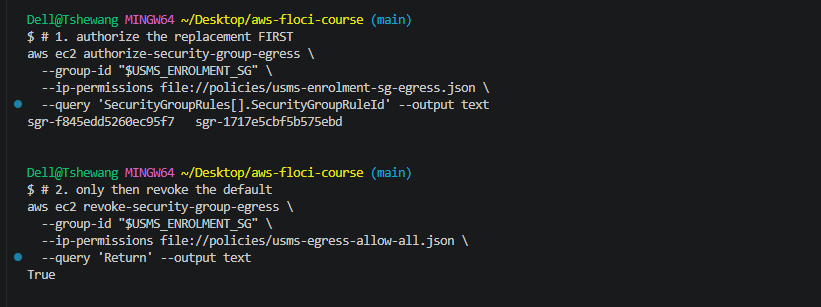 Dell@Tshewang MINGW64 ~/Desktop/aws-floci-course (main)
$ # 1. authorize the replacement FIRST
aws ec2 authorize-security-group-egress \
  --group-id "$USMS_ENROLMENT_SG" \
  --ip-permissions file://policies/usms-enrolment-sg-egress.json \
  --query 'SecurityGroupRules[].SecurityGroupRuleId' --output text
sgr-f845edd5260ec95f7   sgr-1717e5cbf5b575ebd
Dell@Tshewang MINGW64 ~/Desktop/aws-floci-course (main)
$ # 2. only then revoke the default
aws ec2 revoke-security-group-egress \
  --group-id "$USMS_ENROLMENT_SG" \
  --ip-permissions file://policies/usms-egress-allow-all.json \
  --query 'Return' --output text
True